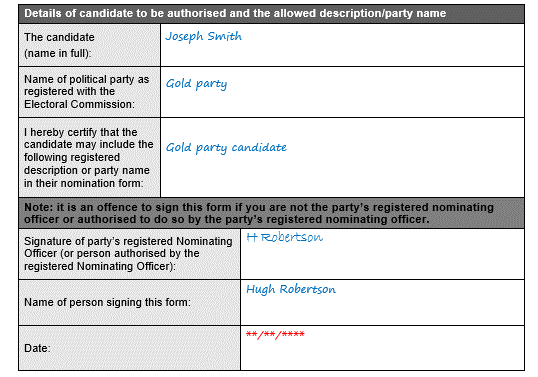 Details of candidate to be authorised and the allowed description/party name
The candidate
(name in full):
Joseph Smith
Name of political party as
registered with the
Electoral Commission:
Gold party
I hereby certify that the
candidate may include the
following registered
description or party name
in their nomination form:
Gold party candidate
Note: it is an offence to sign this form if you are not the party's registered nominating
officer or authorised to do so by the party's registered nominating officer.
Signature of party's registered Nominating
Officer (or person authorised by the
registered Nominating Officer):
H Robertson
Name of person signing this form:
Hugh Robertson
Date:
**/**/****